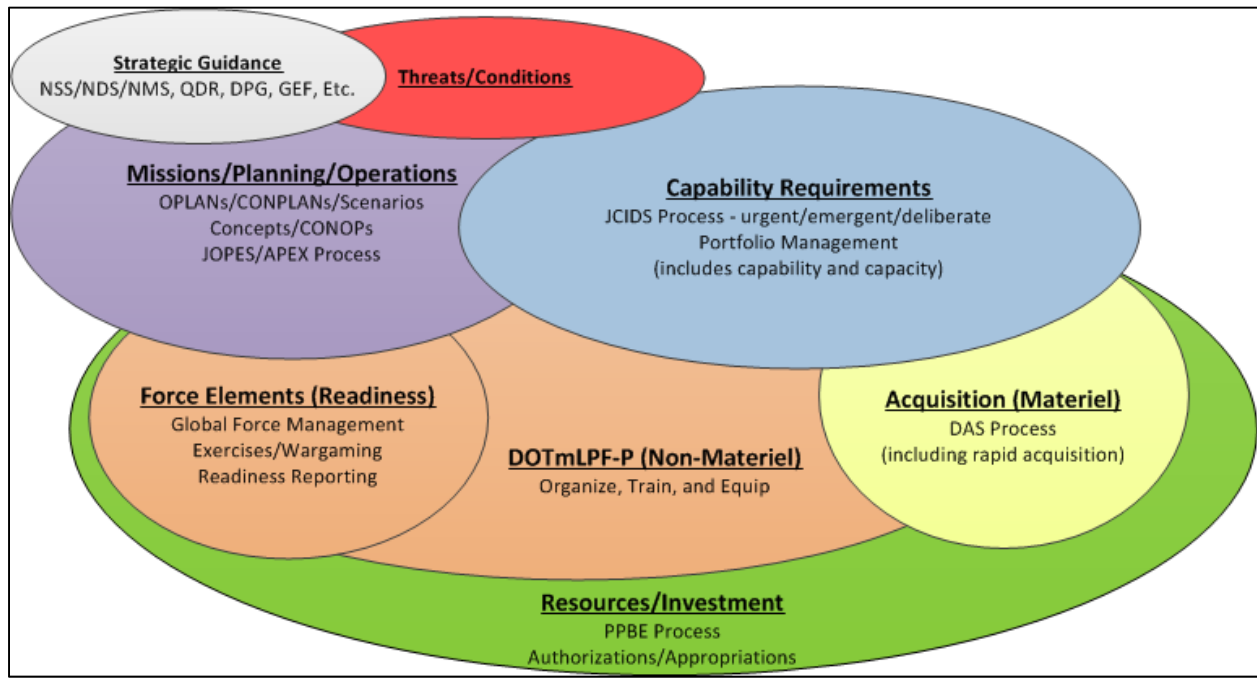 Strategic Guidance
NSS/NDS/NMS, QDR, DPG, GEF, Etc.
Threats/Conditions
Missions/Planning/Operations
OPLANs/CONPLANs/Scenarios
Concepts/CONOPs
JOPES/APEX Process
Capability Requirements
JCIDS Process - urgent/emergent/deliberate
Portfolio Management
(includes capability and capacity)
Force Elements (Readiness)
Global Force Management
Exercises/Wargaming
Readiness Reporting
DOTmLPF-P (Non-Materiel)
Organize, Train, and Equip
Acquisition (Materiel)
DAS Process
(including rapid acquisition)
Resources/Investment
PPBE Process
Authorizations/Appropriations